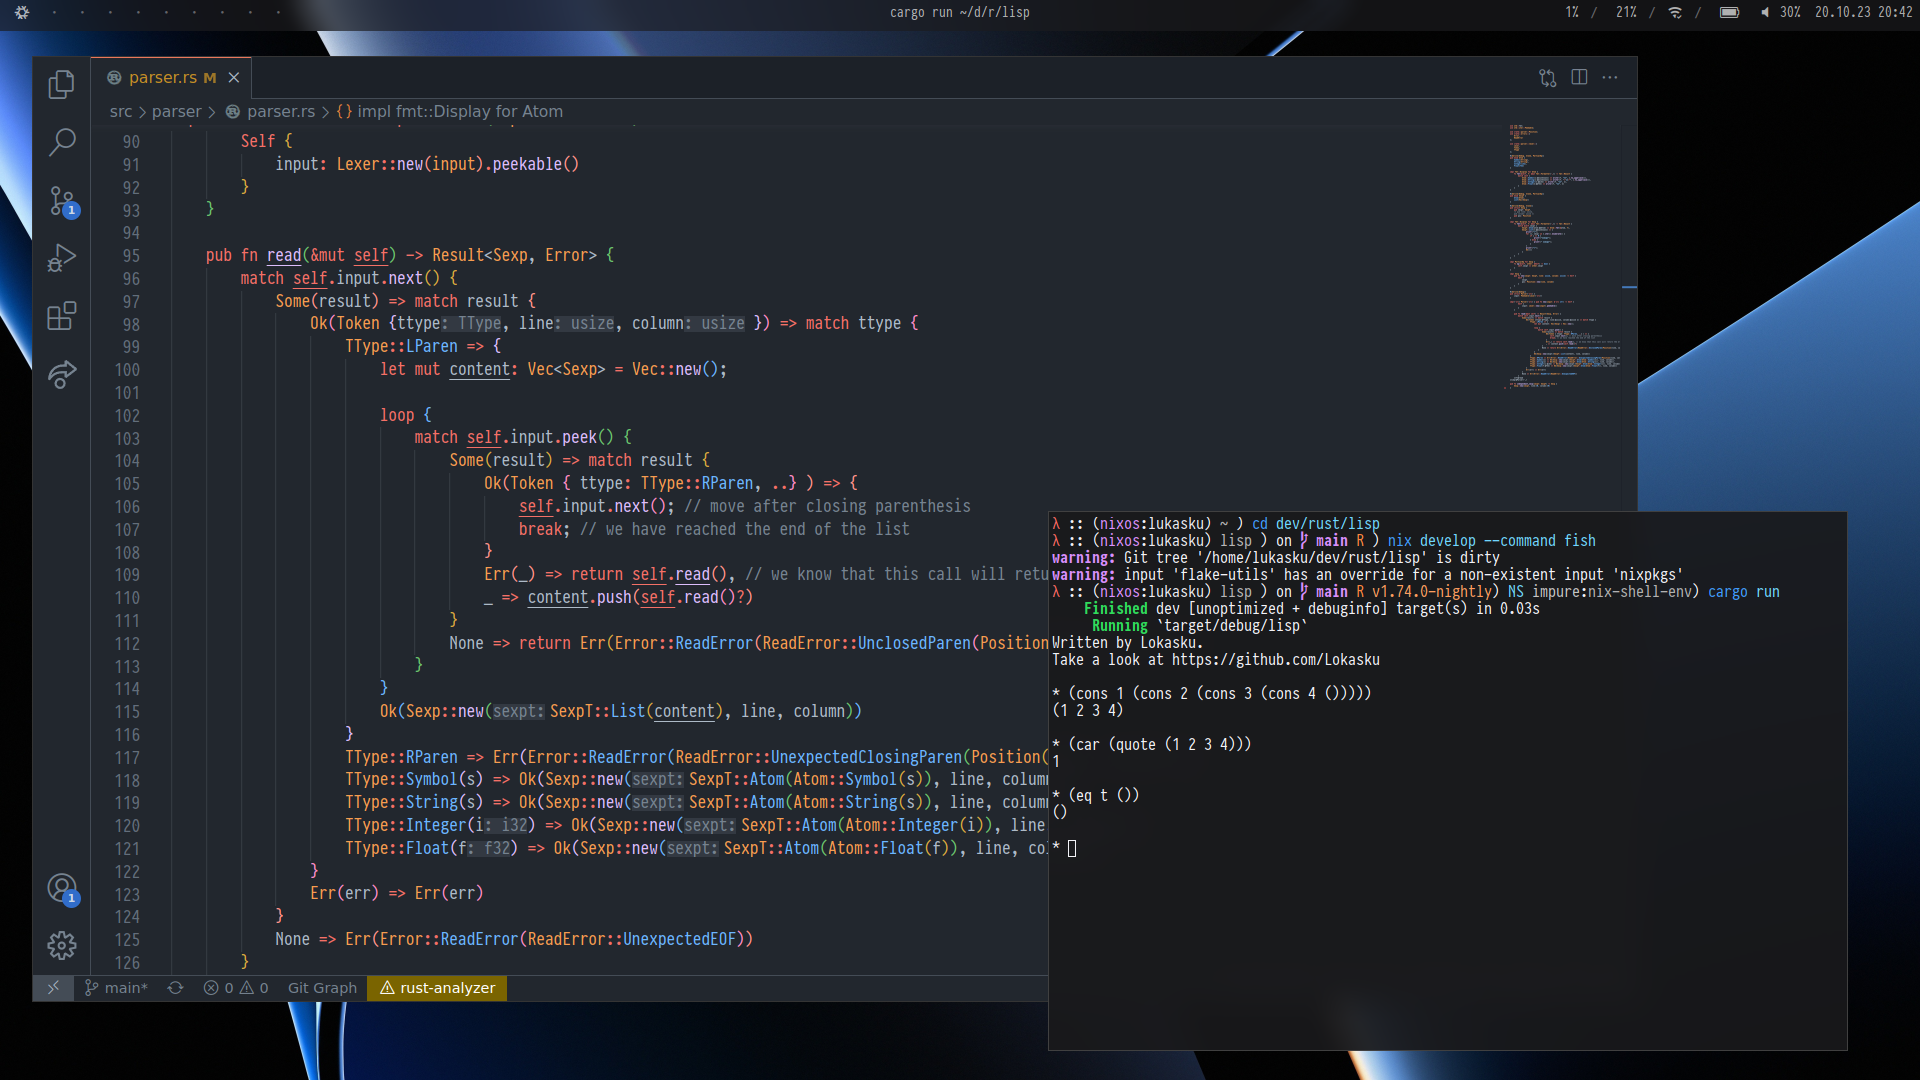 cargo run ~/d/r/lisp
1% / 21% / / 30% 20.10.23 20:42
parser.rs M
src > parser > parser.rs > {} impl fmt::Display for Atom
90 Self {
91 input: Lexer::new(input).peekable()
92 }
93 }
94
95 pub fn read(&mut self) -> Result<Sexp, Error> {
96 match self.input.next() {
97 Some(result) => match result {
98 Ok(Token {ttype: TType, line: usize, column: usize }) => match ttype {
99 TType::LParen => {
100 let mut content: Vec<Sexp> = Vec::new();
101
102 loop {
103 match self.input.peek() {
104 Some(result) => match result {
105 Ok(Token { ttype: TType::RParen, ..} ) => {
106 self.input.next(); // move after closing parenthesis
107 break; // we have reached the end of the list
108 }
109 Err(_) => return self.read(), // we know that this call will retu
110 _ => content.push(self.read()?)
111 }
112 None => return Err(Error::ReadError(ReadError::UnclosedParen(Position
113 }
114 }
115 Ok(Sexp::new(sexpt: SexpT::List(content), line, column))
116 }
117 TType::RParen => Err(Error::ReadError(ReadError::UnexpectedClosingParen(Position(
118 TType::Symbol(s) => Ok(Sexp::new(sexpt: SexpT::Atom(Atom::Symbol(s)), line, colum
119 TType::String(s) => Ok(Sexp::new(sexpt: SexpT::Atom(Atom::String(s)), line, colum
120 TType::Integer(i: i32) => Ok(Sexp::new(sexpt: SexpT::Atom(Atom::Integer(i)), line
121 TType::Float(f: f32) => Ok(Sexp::new(sexpt: SexpT::Atom(Atom::Float(f)), line, co
122 }
123 Err(err) => Err(err)
124 }
125 None => Err(Error::ReadError(ReadError::UnexpectedEOF))
126 }
1
1
main* 0 0 Git Graph rust-analyzer
λ :: (nixos:lukasku) ~ ) cd dev/rust/lisp
λ :: (nixos:lukasku) lisp ) on main R ) nix develop --command fish
warning: Git tree '/home/lukasku/dev/rust/lisp' is dirty
warning: input 'flake-utils' has an override for a non-existent input 'nixpkgs'
λ :: (nixos:lukasku) lisp ) on main R v1.74.0-nightly) NS impure:nix-shell-env) cargo run
Finished dev [unoptimized + debuginfo] target(s) in 0.03s
Running `target/debug/lisp`
Written by Lokasku.
Take a look at https://github.com/Lokasku
* (cons 1 (cons 2 (cons 3 (cons 4 ()))))
(1 2 3 4)
* (car (quote (1 2 3 4)))
1
* (eq t ())
()
*